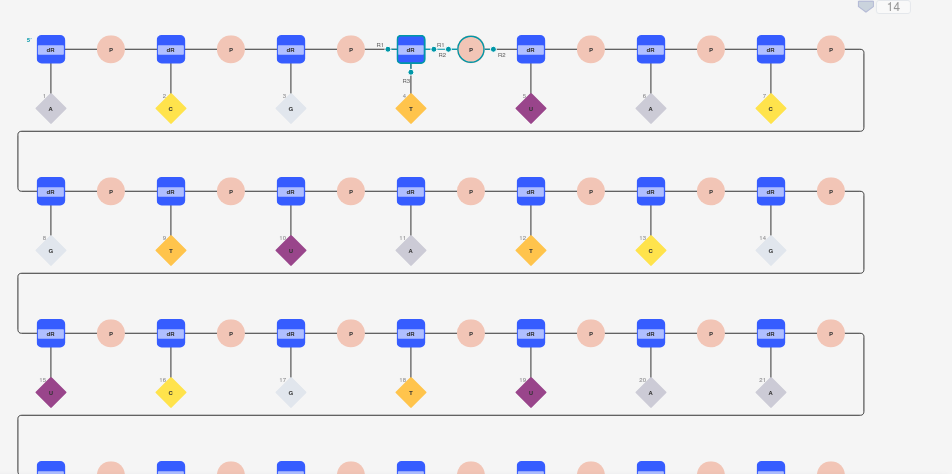 14
5'
dR P dR P dR P R1 dR R1 R2 P R2 dR P dR P dR P
R3
1 2 3 4 5 6 7
A C G T U A C
dR P dR P dR P dR P dR P dR P dR P
8 9 10 11 12 13 14
G T U A T C G
dR P dR P dR P dR P dR P dR P dR P
15 16 17 18 19 20 21
U C G T U A A